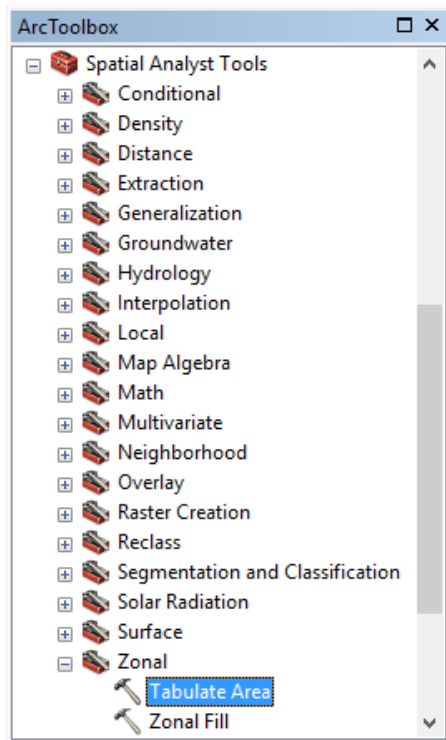 ArcToolbox
Spatial Analyst Tools
Conditional
Density
Distance
Extraction
Generalization
Groundwater
Hydrology
Interpolation
Local
Map Algebra
Math
Multivariate
Neighborhood
Overlay
Raster Creation
Reclass
Segmentation and Classification
Solar Radiation
Surface
Zonal
Tabulate Area
Zonal Fill